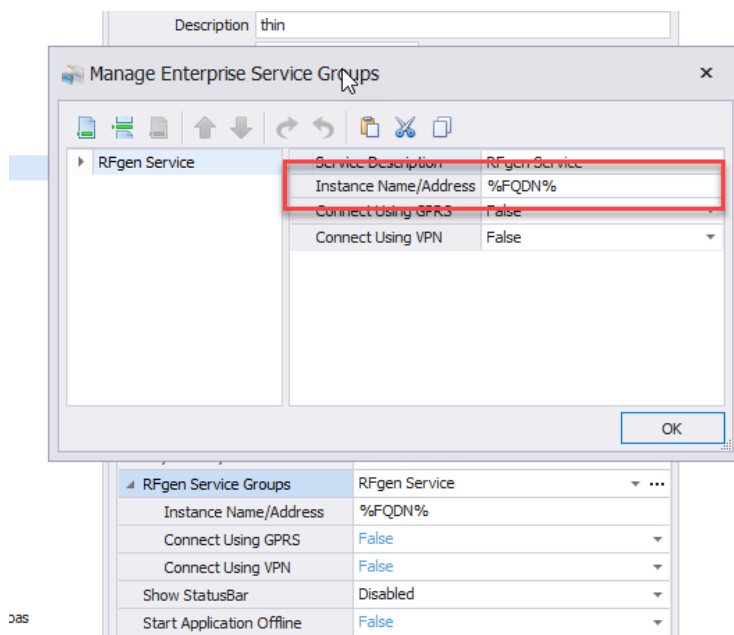 Description thin
Manage Enterprise Service Groups
RFgen Service
Service Description RFgen Service
Instance Name/Address %FQDN%
Connect Using GPRS False
Connect Using VPN False
OK
RFgen Service Groups RFgen Service
Instance Name/Address %FQDN%
Connect Using GPRS False
Connect Using VPN False
Show StatusBar Disabled
oas Start Application Offline False